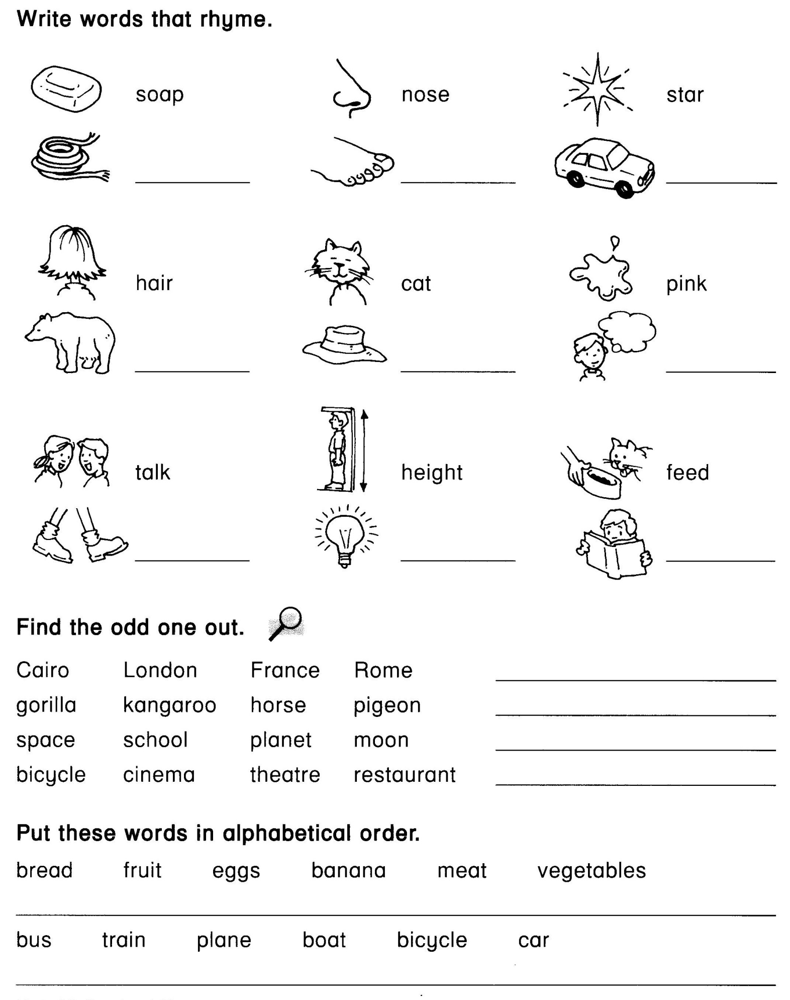 Write words that rhyme.
soap nose star
hair cat pink
talk height feed
Find the odd one out.
Cairo London France Rome
gorilla kangaroo horse pigeon
space school planet moon
bicycle cinema theatre restaurant
Put these words in alphabetical order.
bread fruit eggs banana meat vegetables
bus train plane boat bicycle car